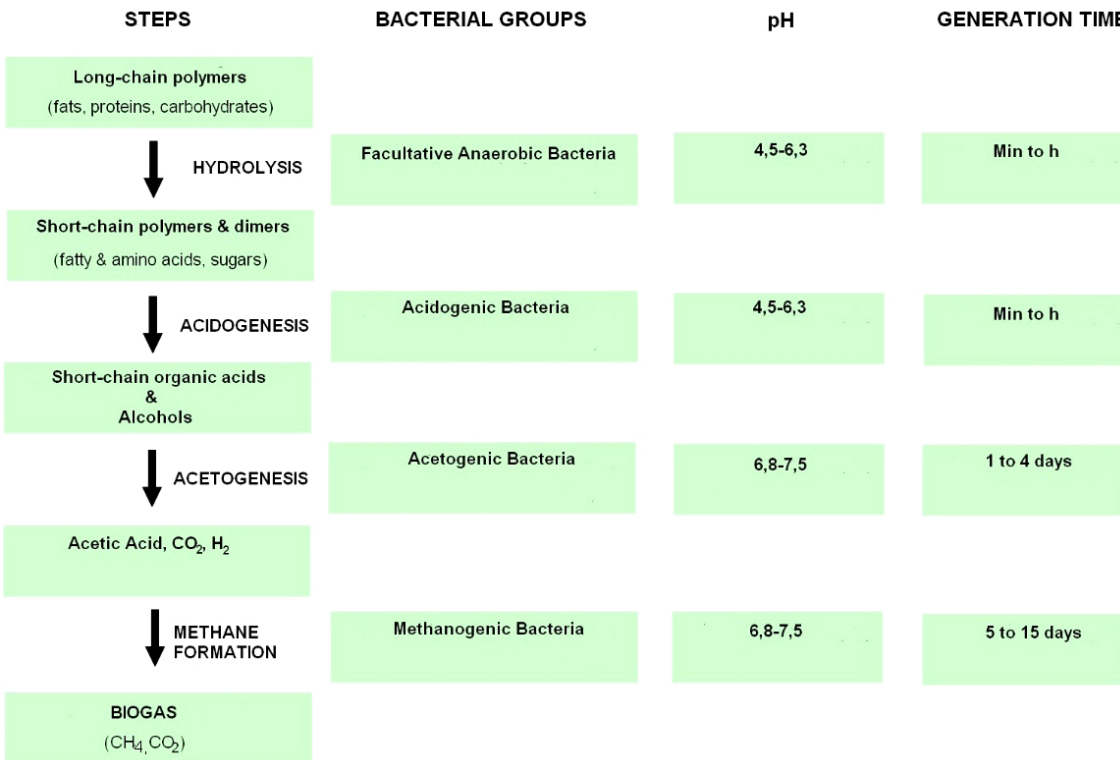 STEPS BACTERIAL GROUPS pH GENERATION TIME
Long-chain polymers
(fats, proteins, carbohydrates)
HYDROLYSIS Facultative Anaerobic Bacteria 4,5-6,3 Min to h
Short-chain polymers & dimers
(fatty & amino acids, sugars)
ACIDOGENESIS Acidogenic Bacteria 4,5-6,3 Min to h
Short-chain organic acids
&
Alcohols
ACETOGENESIS Acetogenic Bacteria 6,8-7,5 1 to 4 days
Acetic Acid, CO₂, H₂
METHANE Methanogenic Bacteria 6,8-7,5 5 to 15 days
FORMATION
BIOGAS
(CH₄, CO₂)